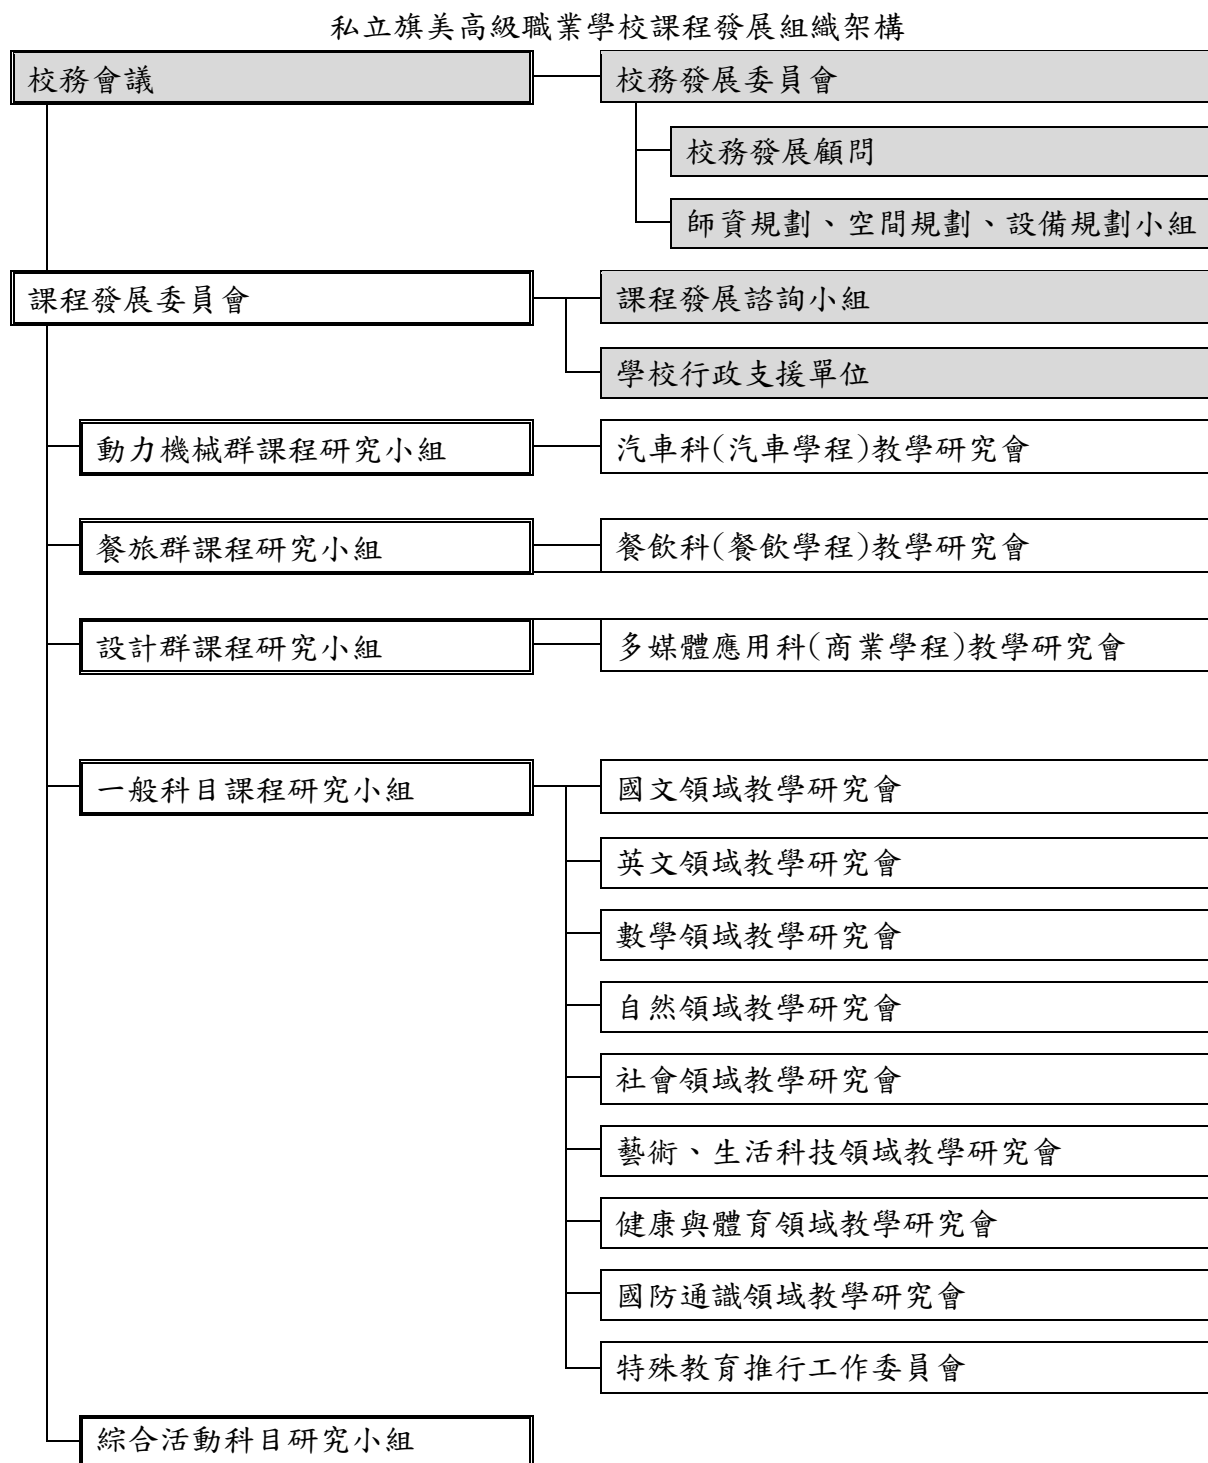 私立旗美高級職業學校課程發展組織架構
校務會議
校務發展委員會
校務發展顧問
師資規劃、空間規劃、設備規劃小組
課程發展委員會
課程發展諮詢小組
學校行政支援單位
動力機械群課程研究小組
汽車科(汽車學程)教學研究會
餐旅群課程研究小組
餐飲科(餐飲學程)教學研究會
設計群課程研究小組
多媒體應用科(商業學程)教學研究會
一般科目課程研究小組
國文領域教學研究會
英文領域教學研究會
數學領域教學研究會
自然領域教學研究會
社會領域教學研究會
藝術、生活科技領域教學研究會
健康與體育領域教學研究會
國防通識領域教學研究會
特殊教育推行工作委員會
綜合活動科目研究小組